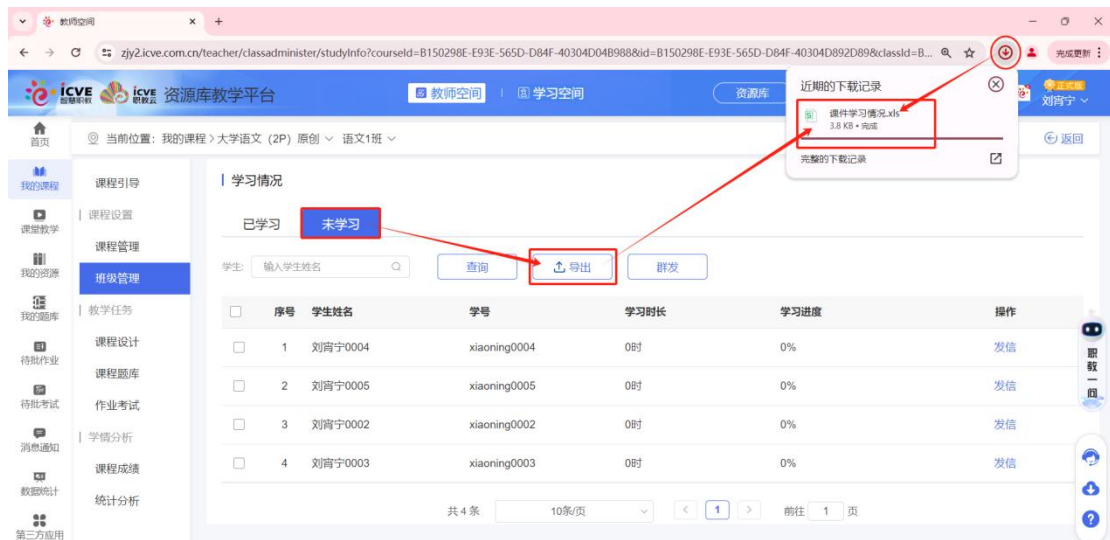 教师空间
zjy2.icve.com.cn/teacher/classadminister/studyInfo?courseId=B150298E-E93E-565D-D84F-40304D04B988&id=B150298E-E93E-565D-D84F-40304D892D89&classId=B...
完成更新
icve 智慧职教 icve 职教云 资源库教学平台 教师空间 学习空间 资源库 正式版
刘宵宁
近期的下载记录
课件学习情况.xls
3.8 KB • 完成
完整的下载记录
首页
当前位置：我的课程 > 大学语文（2P）原创 语文1班
返回
我的课程
课堂教学
我的资源
我的题库
待批作业
待批考试
消息通知
数据统计
第三方应用
课程引导
课程设置
课程管理
班级管理
教学任务
课程设计
课程题库
作业考试
学情分析
课程成绩
统计分析
学习情况
已学习 未学习
学生: 输入学生姓名 查询 导出 群发
序号 学生姓名 学号 学习时长 学习进度 操作
1 刘宵宁0004 xiaoning0004 0时 0% 发信
2 刘宵宁0005 xiaoning0005 0时 0% 发信
3 刘宵宁0002 xiaoning0002 0时 0% 发信
4 刘宵宁0003 xiaoning0003 0时 0% 发信
共 4 条 10条/页 < 1 > 前往 1 页
职教一问